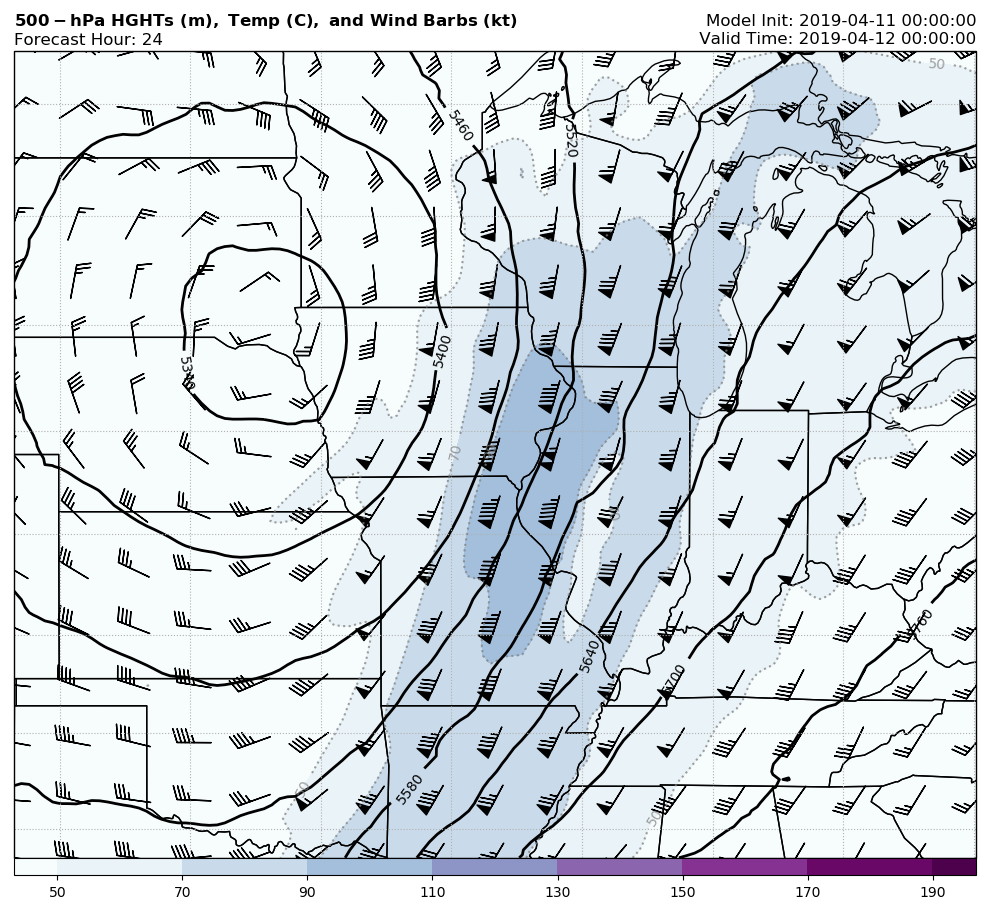 500-hPa HGHTs (m), Temp (C), and Wind Barbs (kt)
Model Init: 2019-04-11 00:00:00
Forecast Hour: 24
Valid Time: 2019-04-12 00:00:00
50
5460
5520
5400
5340
70
5640
5760
5700
5580
50
50 70 90 110 130 150 170 190